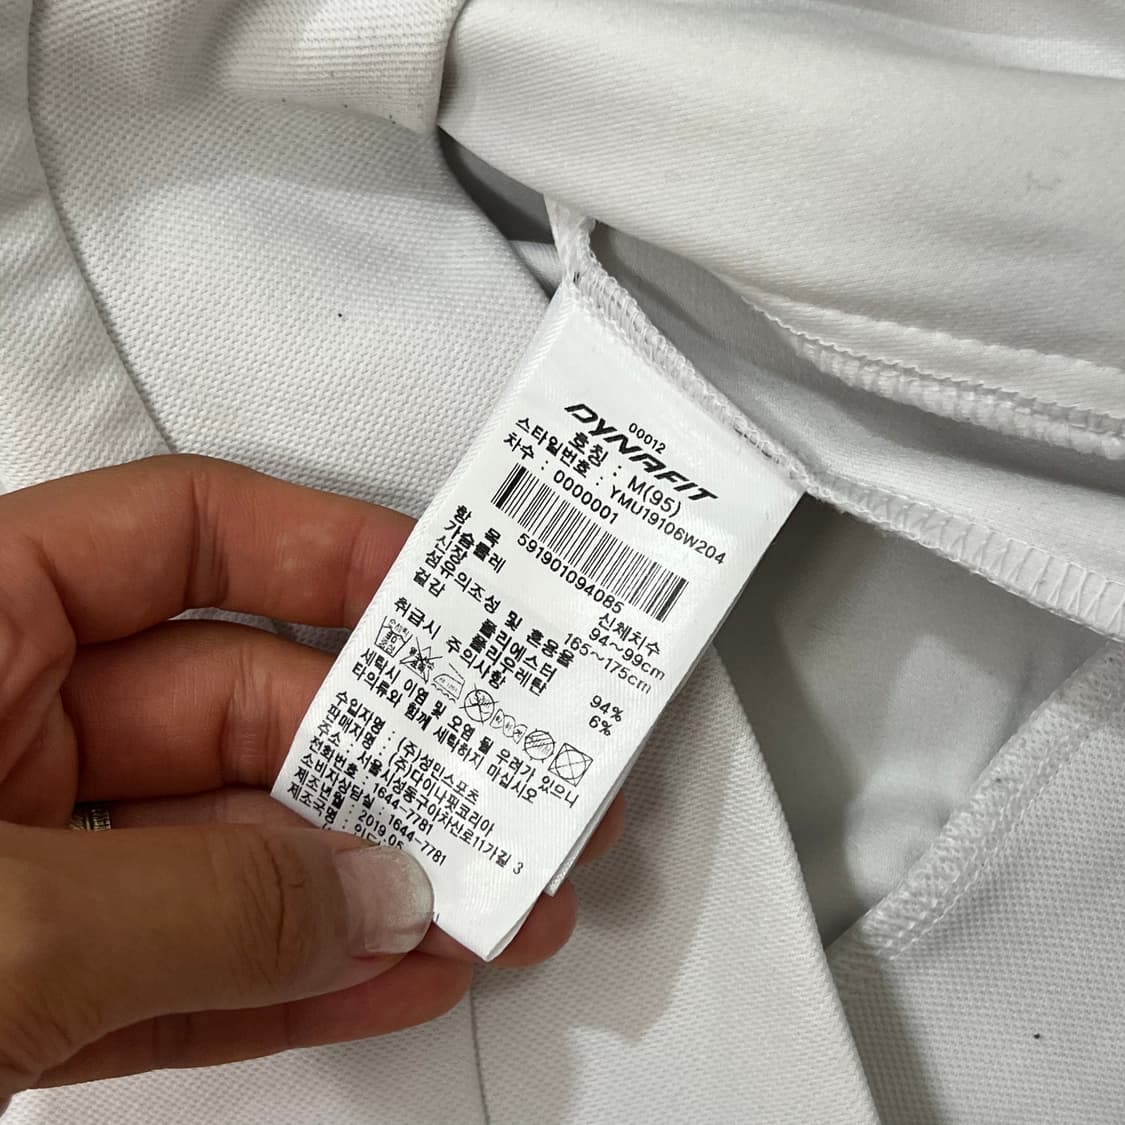 DYNAFIT
00012
호칭 : M(95)
스타일번호 : YMU19106W204
차수 : 0000001
591901094085
항 목 신체치수
가슴둘레 94~99cm
신장 165~175cm
섬유의조성 및 혼용율
겉감 폴리에스터 94%
폴리우레탄 6%
취급시 주의사항
세탁시 이염 및 오염 될 우려가 있으니
타의류와 함께 세탁하지 마십시오
수입자명 : (주)성민스포츠
판매자명 : (주)다이나핏코리아
주소 : 서울시성동구아차산로11가길 3
전화번호 : 1644-7781
소비자상담실 : 1644-7781
제조년월 : 2019.05
제조국명 :